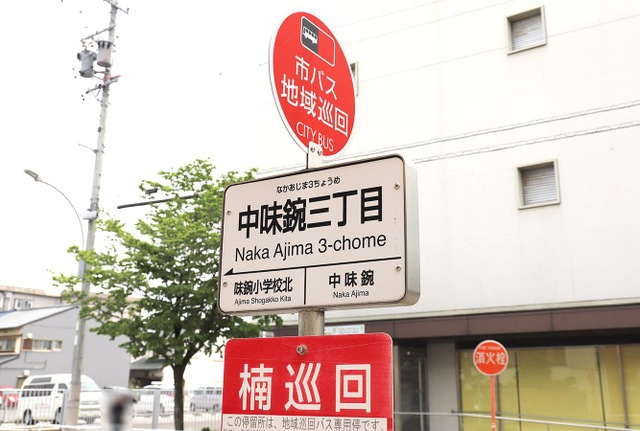 市バス
地域巡回
CITY BUS
なかあじま3ちょうめ
中味鋺三丁目
Naka Ajima 3-chome
味鋺小学校北
Ajima Shogakko Kita
中味鋺
Naka Ajima
楠巡回
この停留所は、地域巡回バス専用停です。
消火栓